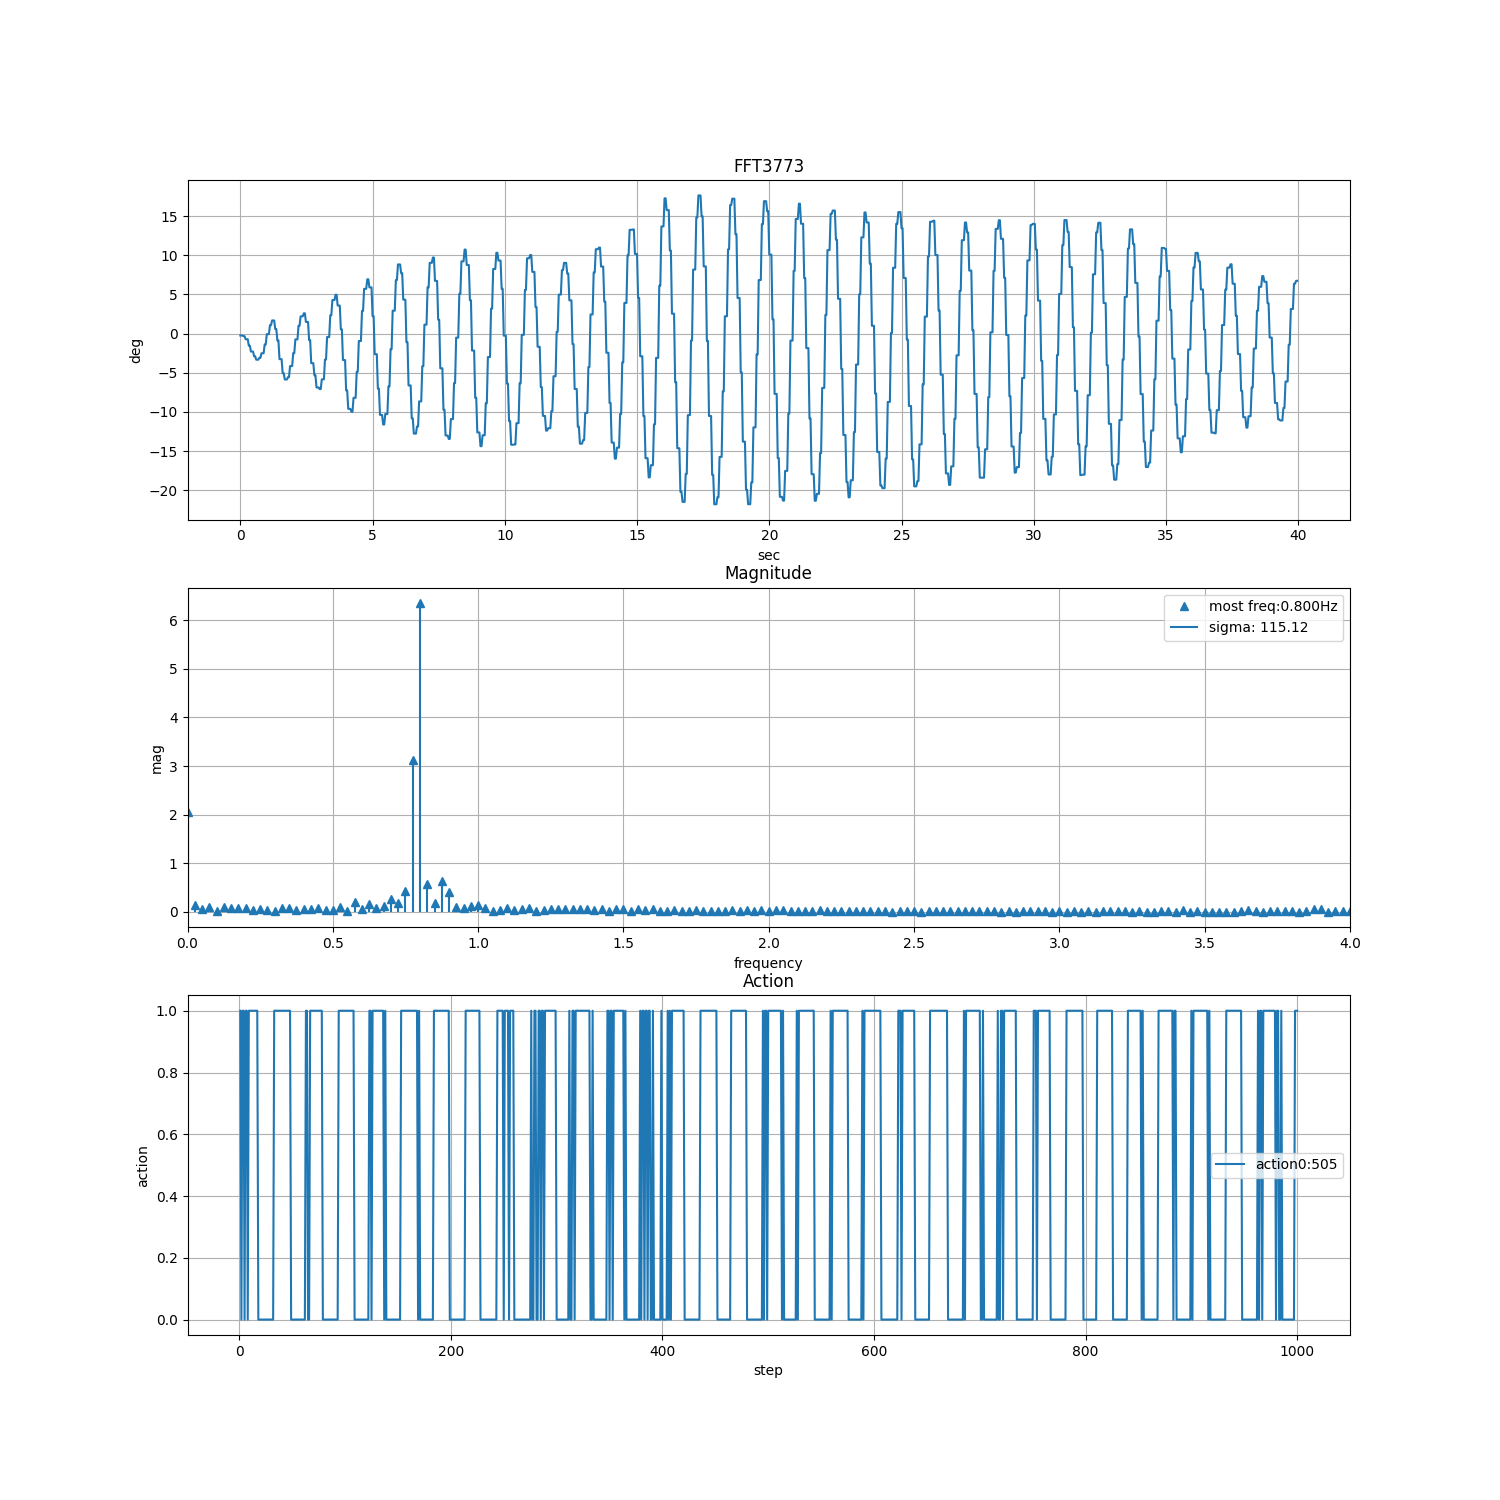 FFT3773
15
10
5
0
−5
−10
−15
−20
deg
0 5 10 15 20 25 30 35 40
sec
Magnitude
most freq:0.800Hz
sigma: 115.12
6
5
4
3
2
1
0
mag
0.0 0.5 1.0 1.5 2.0 2.5 3.0 3.5 4.0
frequency
Action
1.0
0.8
0.6
0.4
0.2
0.0
action
action0:505
0 200 400 600 800 1000
step